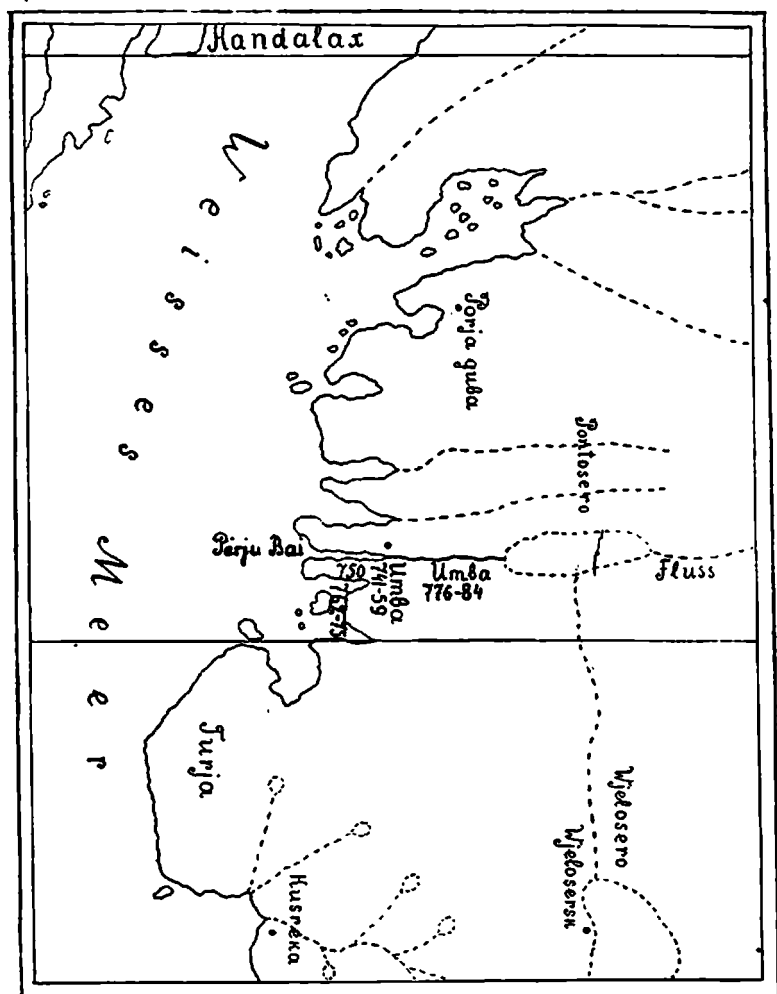 Kandalax
Weisses Meer
Porja guba
Pontosero
Perju Bai
750
Umba
741-59
Umba
776-84
Fluss
Turja
Kusreka
Wjelosero
Wjelosersk